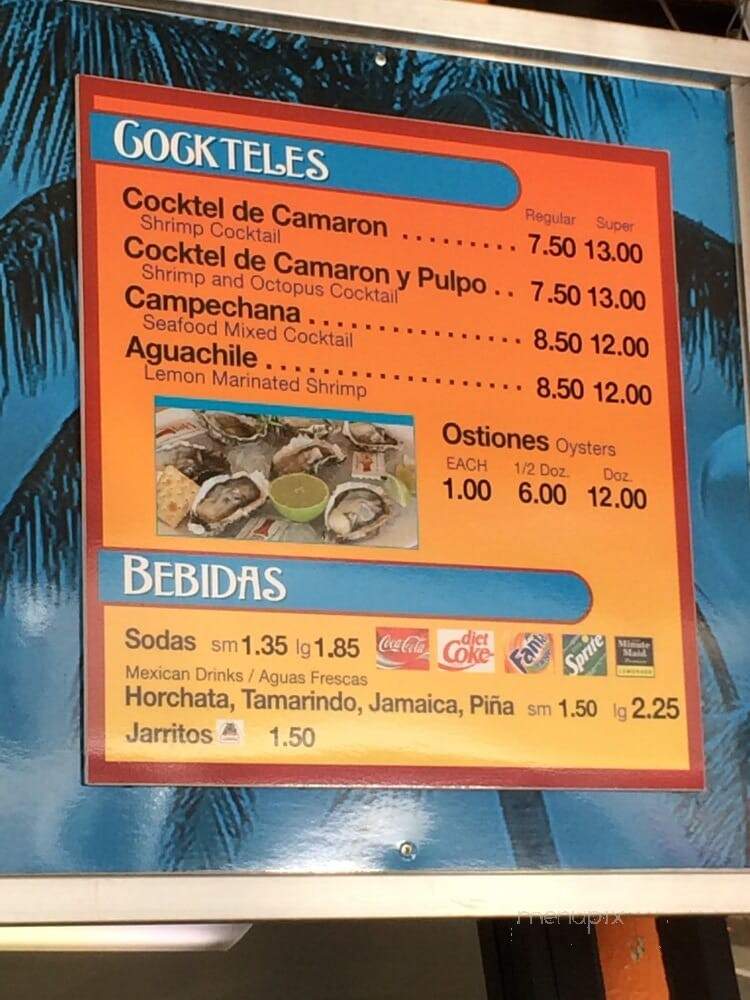 COCKTELES
Regular Super
Cocktel de Camaron ......... 7.50 13.00
Shrimp Cocktail
Cocktel de Camaron y Pulpo .. 7.50 13.00
Shrimp and Octopus Cocktail
Campechana ................ 8.50 12.00
Seafood Mixed Cocktail
Aguachile ................... 8.50 12.00
Lemon Marinated Shrimp
Ostiones Oysters
EACH 1/2 Doz. Doz.
1.00 6.00 12.00
BEBIDAS
Sodas sm 1.35 lg 1.85 Coca-Cola diet Coke Fanta Sprite Minute Maid Premium LEMONADE
Mexican Drinks / Aguas Frescas
Horchata, Tamarindo, Jamaica, Piña sm 1.50 lg 2.25
Jarritos 1.50
menupix